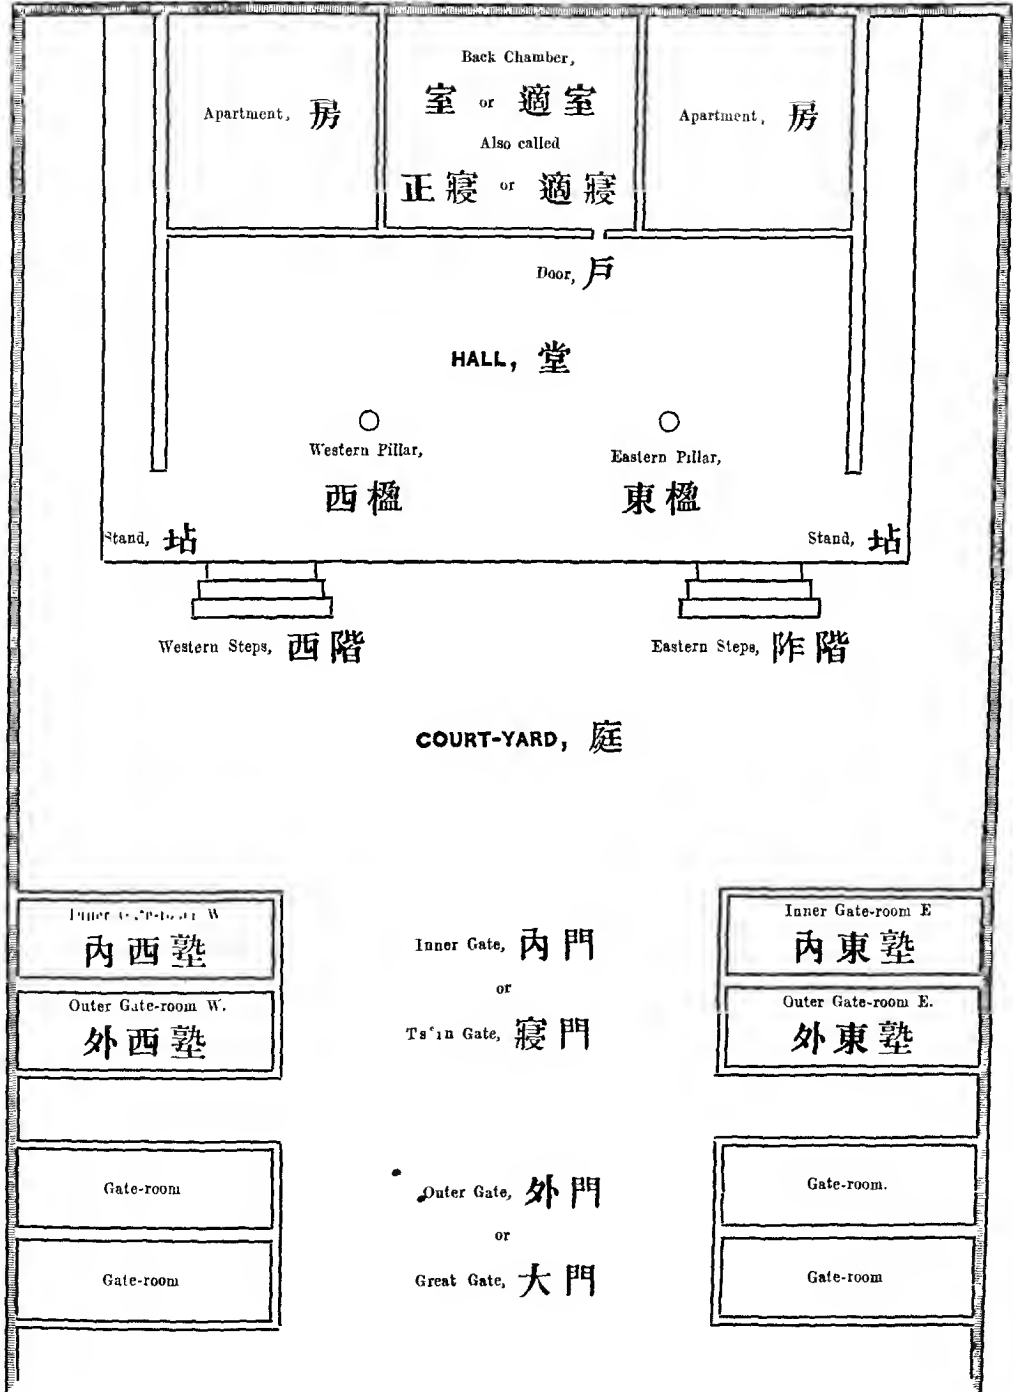 Back Chamber,
室 or 適室
Also called
正寢 or 適寢
Apartment, 房
Apartment, 房
Door, 戶
HALL, 堂
Western Pillar,
西楹
Eastern Pillar,
東楹
Stand, 坫
Stand, 坫
Western Steps, 西階
Eastern Steps, 阼階
COURT-YARD, 庭
Inner W
內西塾
Inner Gate, 內門
or
Ts'in Gate, 寢門
Inner Gate-room E
內東塾
Outer Gate-room W.
外西塾
Outer Gate-room E.
外東塾
Gate-room
Outer Gate, 外門
or
Great Gate, 大門
Gate-room.
Gate-room
Gate-room